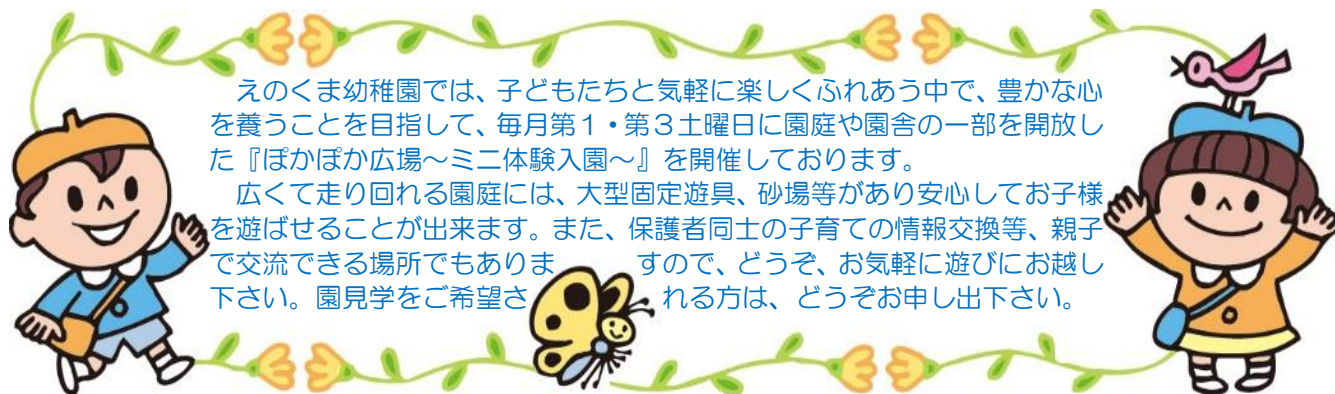 えのくま幼稚園では、子どもたちと気軽に楽しくふれあう中で、豊かな心
を養うことを目指して、毎月第１・第３土曜日に園庭や園舎の一部を開放し
た『ぽかぽか広場～ミニ体験入園～』を開催しております。
　広くて走り回れる園庭には、大型固定遊具、砂場等があり安心してお子様
を遊ばせることが出来ます。また、保護者同士の子育ての情報交換等、親子
で交流できる場所でもありますので、どうぞ、お気軽に遊びにお越し
下さい。園見学をご希望される方は、どうぞお申し出下さい。